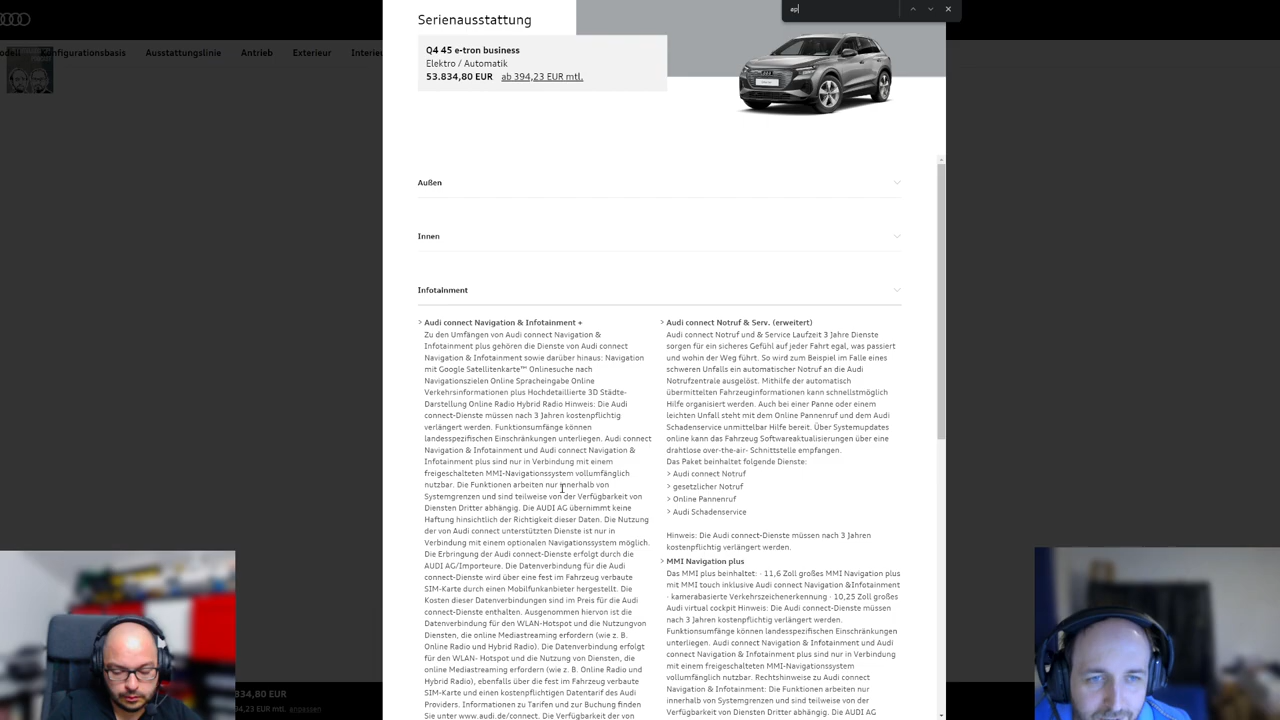 ep
Serienausstattung
Q4 45 e-tron business
Elektro / Automatik
53.834,80 EUR ab 394,23 EUR mtl.
Konfigurationsbasis Ausstattungslinie Antrieb Exterieur Interieur
Außen
Innen
Infotainment
> Audi connect Navigation & Infotainment +
Zu den Umfängen von Audi connect Navigation &
Infotainment plus gehören die Dienste von Audi connect
Navigation & Infotainment sowie darüber hinaus: Navigation
mit Google Satellitenkarte™ Onlinesuche nach
Navigationszielen Online Spracheingabe Online
Verkehrsinformationen plus Hochdetaillierte 3D Städte-
Darstellung Online Radio Hybrid Radio Hinweis: Die Audi
connect-Dienste müssen nach 3 Jahren kostenpflichtig
verlängert werden. Funktionsumfänge können
landesspezifischen Einschränkungen unterliegen. Audi connect
Navigation & Infotainment und Audi connect Navigation &
Infotainment plus sind nur in Verbindung mit einem
freigeschalteten MMI-Navigationssystem vollumfänglich
nutzbar. Die Funktionen arbeiten nur innerhalb von
Systemgrenzen und sind teilweise von der Verfügbarkeit von
Diensten Dritter abhängig. Die AUDI AG übernimmt keine
Haftung hinsichtlich der Richtigkeit dieser Daten. Die Nutzung
der von Audi connect unterstützten Dienste ist nur in
Verbindung mit einem optionalen Navigationssystem möglich.
Die Erbringung der Audi connect-Dienste erfolgt durch die
AUDI AG/Importeure. Die Datenverbindung für die Audi
connect-Dienste wird über eine fest im Fahrzeug verbaute
SIM-Karte durch einen Mobilfunkanbieter hergestellt. Die
Kosten dieser Datenverbindungen sind im Preis für die Audi
connect-Dienste enthalten. Ausgenommen hiervon ist die
Datenverbindung für den WLAN-Hotspot und die Nutzungvon
Diensten, die online Mediastreaming erfordern (wie z. B.
Online Radio und Hybrid Radio). Die Datenverbindung erfolgt
für den WLAN- Hotspot und die Nutzung von Diensten, die
online Mediastreaming erfordern (wie z. B. Online Radio und
Hybrid Radio), ebenfalls über die fest im Fahrzeug verbaute
SIM-Karte und einen kostenpflichtigen Datentarif des Audi
Providers. Informationen zu Tarifen und zur Buchung finden
Sie unter www.audi.de/connect. Die Verfügbarkeit der von
> Audi connect Notruf & Serv. (erweitert)
Audi connect Notruf und & Service Laufzeit 3 Jahre Dienste
sorgen für ein sicheres Gefühl auf jeder Fahrt egal, was passiert
und wohin der Weg führt. So wird zum Beispiel im Falle eines
schweren Unfalls ein automatischer Notruf an die Audi
Notrufzentrale ausgelöst. Mithilfe der automatisch
übermittelten Fahrzeuginformationen kann schnellstmöglich
Hilfe organisiert werden. Auch bei einer Panne oder einem
leichten Unfall steht mit dem Online Pannenruf und dem Audi
Schadenservice unmittelbar Hilfe bereit. Über Systemupdates
online kann das Fahrzeug Softwareaktualisierungen über eine
drahtlose over-the-air- Schnittstelle empfangen.
Das Paket beinhaltet folgende Dienste:
> Audi connect Notruf
> gesetzlicher Notruf
> Online Pannenruf
> Audi Schadenservice
Hinweis: Die Audi connect-Dienste müssen nach 3 Jahren
kostenpflichtig verlängert werden.
> MMI Navigation plus
Das MMI plus beinhaltet: · 11,6 Zoll großes MMI Navigation plus
mit MMI touch inklusive Audi connect Navigation &Infotainment
· kamerabasierte Verkehrszeichenerkennung · 10,25 Zoll großes
Audi virtual cockpit Hinweis: Die Audi connect-Dienste müssen
nach 3 Jahren kostenpflichtig verlängert werden.
Funktionsumfänge können landesspezifischen Einschränkungen
unterliegen. Audi connect Navigation & Infotainment und Audi
connect Navigation & Infotainment plus sind nur in Verbindung
mit einem freigeschalteten MMI-Navigationssystem
vollumfänglich nutzbar. Rechtshinweise zu Audi connect
Navigation & Infotainment: Die Funktionen arbeiten nur
innerhalb von Systemgrenzen und sind teilweise von der
Verfügbarkeit von Diensten Dritter abhängig. Die AUDI AG
834,80 EUR
4,23 EUR mtl. anpassen